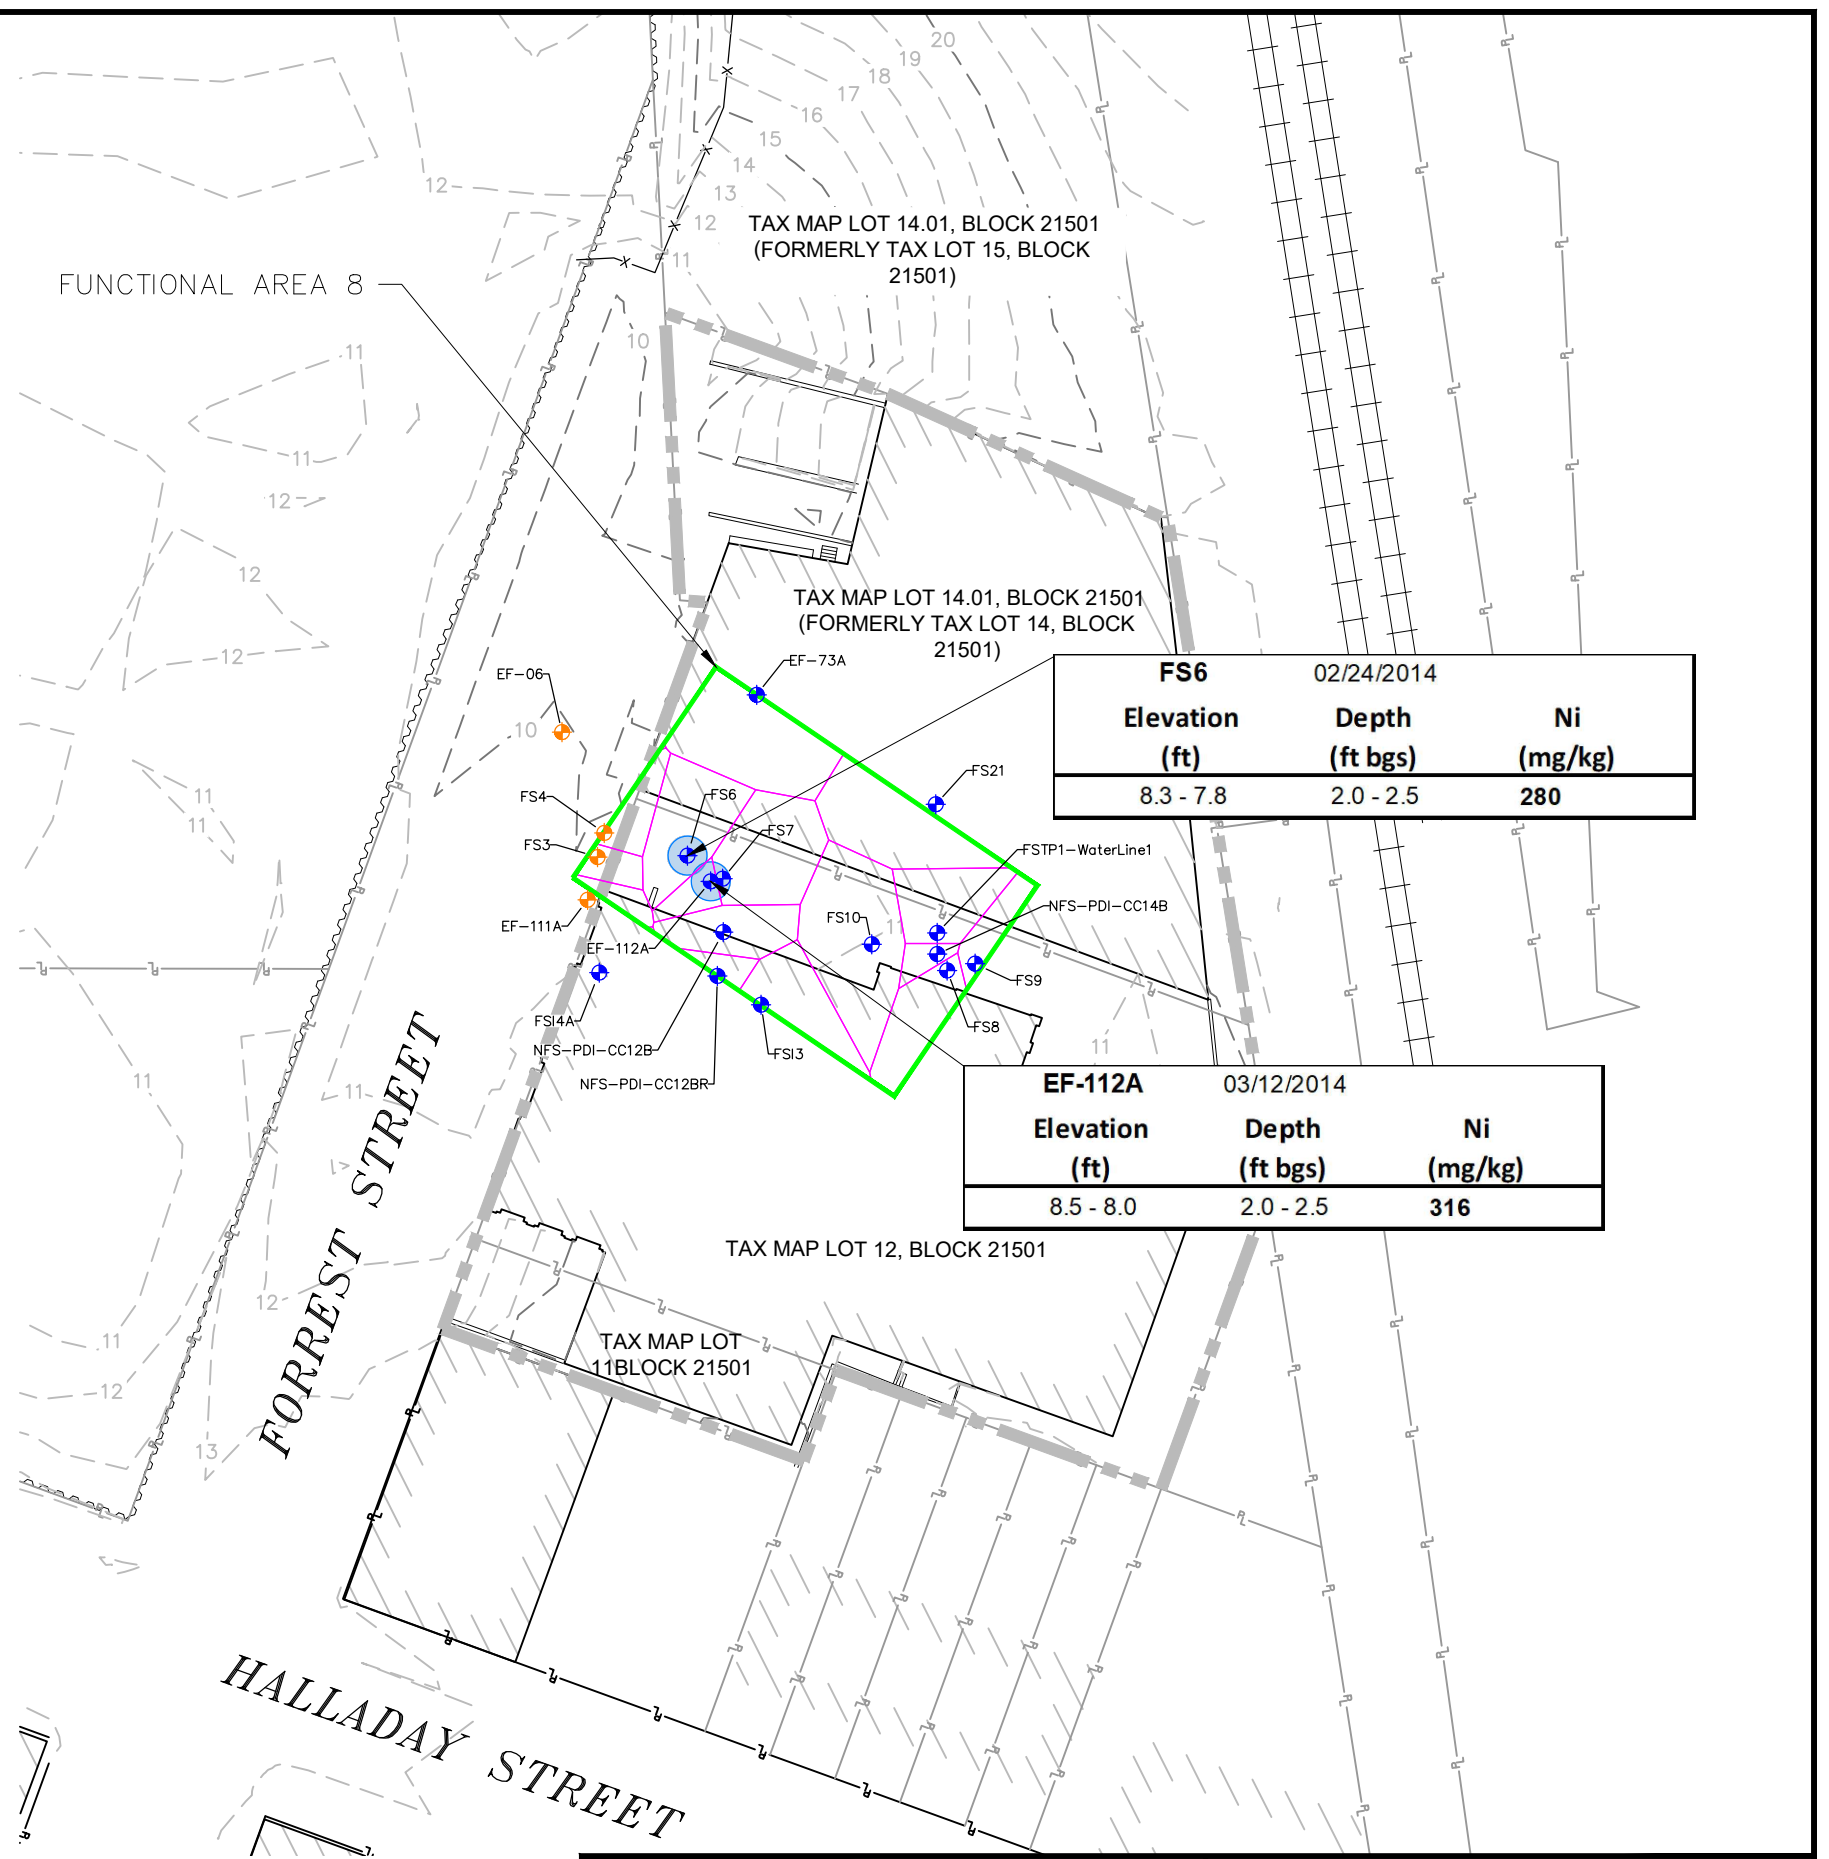 20
19
18
17
16
15
14
13
12
12
11
TAX MAP LOT 14.01, BLOCK 21501
(FORMERLY TAX LOT 15, BLOCK
21501)
FUNCTIONAL AREA 8
10
11
11
12
12
12
TAX MAP LOT 14.01, BLOCK 21501
(FORMERLY TAX LOT 14, BLOCK
21501)
EF-73A
EF-06
10
FS6 02/24/2014
Elevation Depth Ni
(ft) (ft bgs) (mg/kg)
8.3 - 7.8 2.0 - 2.5 280
FS21
FS4
FS6
11
11
FS7
FS3
FSTP1-WaterLine1
NFS-PDI-CC14B
FS10
11
EF-111A
EF-112A
FS9
FS14A
FS8
NFS-PDI-CC12B
FS13
NFS-PDI-CC12BR
11
11
11
EF-112A 03/12/2014
Elevation Depth Ni
(ft) (ft bgs) (mg/kg)
8.5 - 8.0 2.0 - 2.5 316
FORREST STREET
TAX MAP LOT 12, BLOCK 21501
12
11
TAX MAP LOT
11BLOCK 21501
12
13
HALLADAY STREET